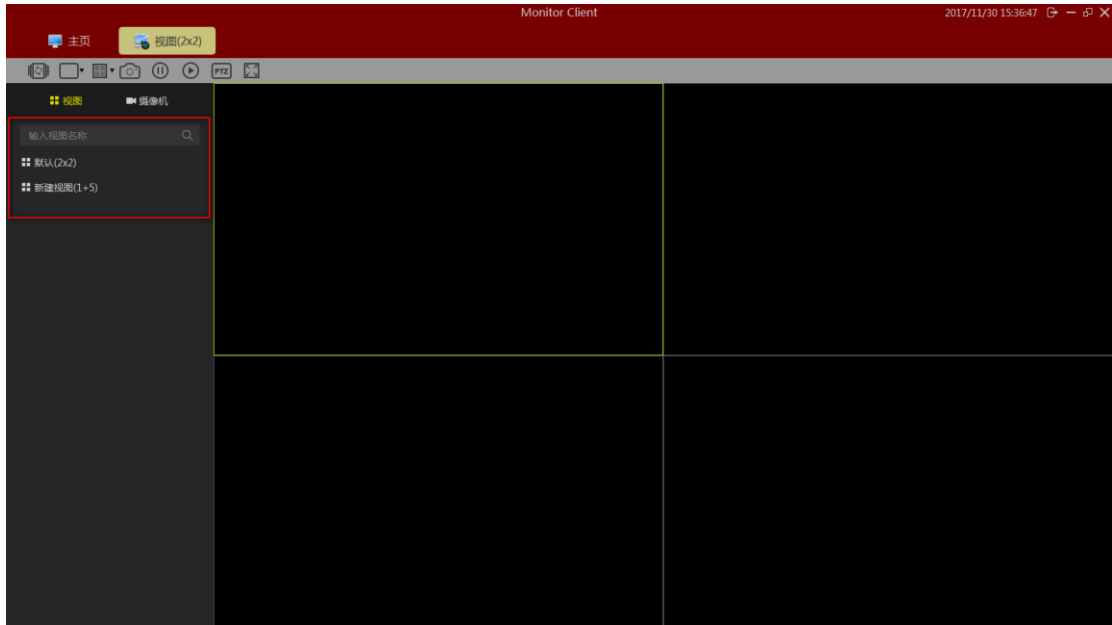 Monitor Client
2017/11/30 15:36:47
主页
视图(2x2)
PTZ
视图
摄像机
输入视图名称
默认(2x2)
新建视图(1+5)